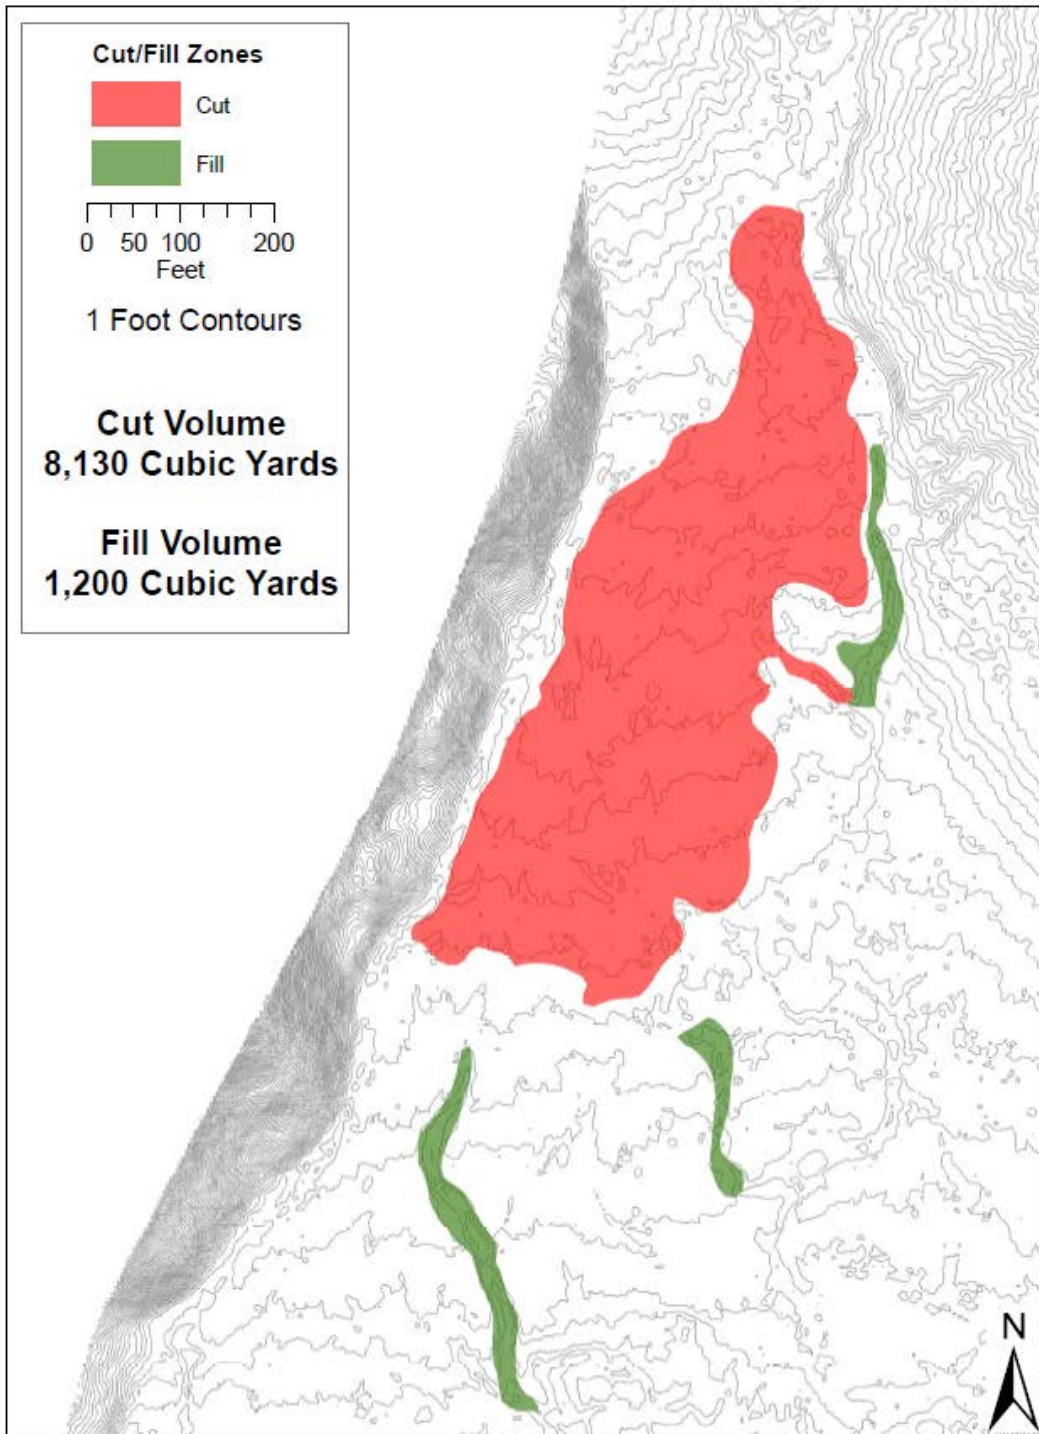 Cut/Fill Zones
Cut
Fill
0 50 100 200
Feet
1 Foot Contours
Cut Volume
8,130 Cubic Yards
Fill Volume
1,200 Cubic Yards
N